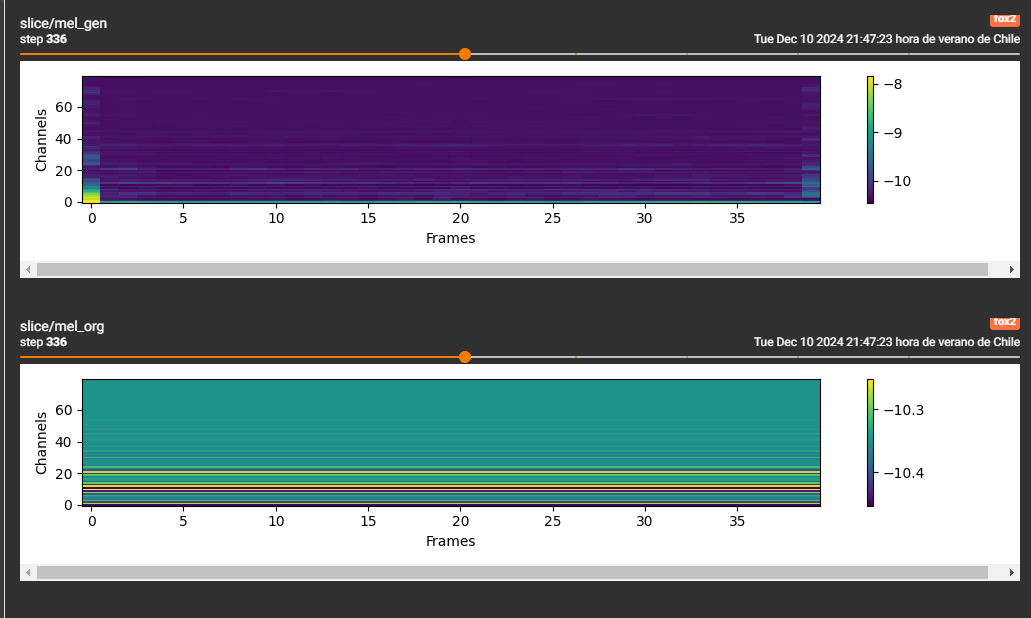 slice/mel_gen
fox2
step 336
Tue Dec 10 2024 21:47:23 hora de verano de Chile
Channels
60
40
20
0
0 5 10 15 20 25 30 35
Frames
−8
−9
−10
slice/mel_org
fox2
step 336
Tue Dec 10 2024 21:47:23 hora de verano de Chile
Channels
60
40
20
0
0 5 10 15 20 25 30 35
Frames
−10.3
−10.4